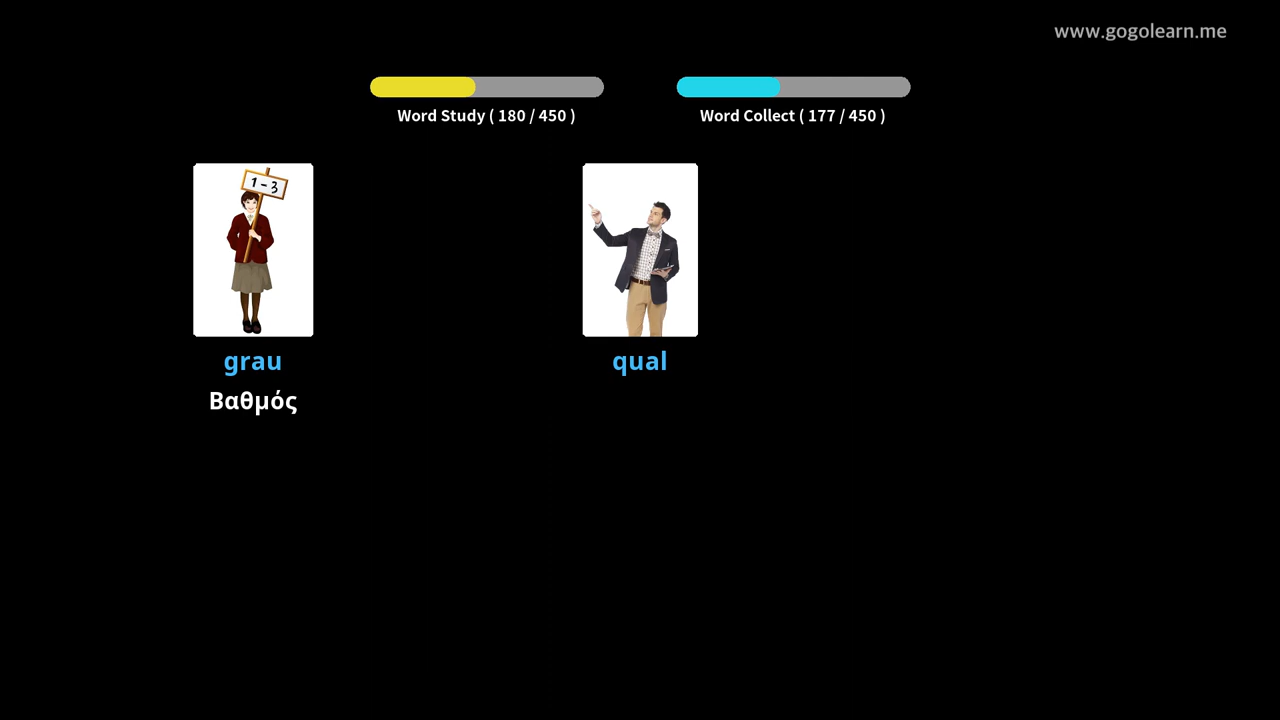 www.gogolearn.me
Word Study ( 180 / 450 )
Word Collect ( 177 / 450 )
1-3
grau
Βαθμός
qual